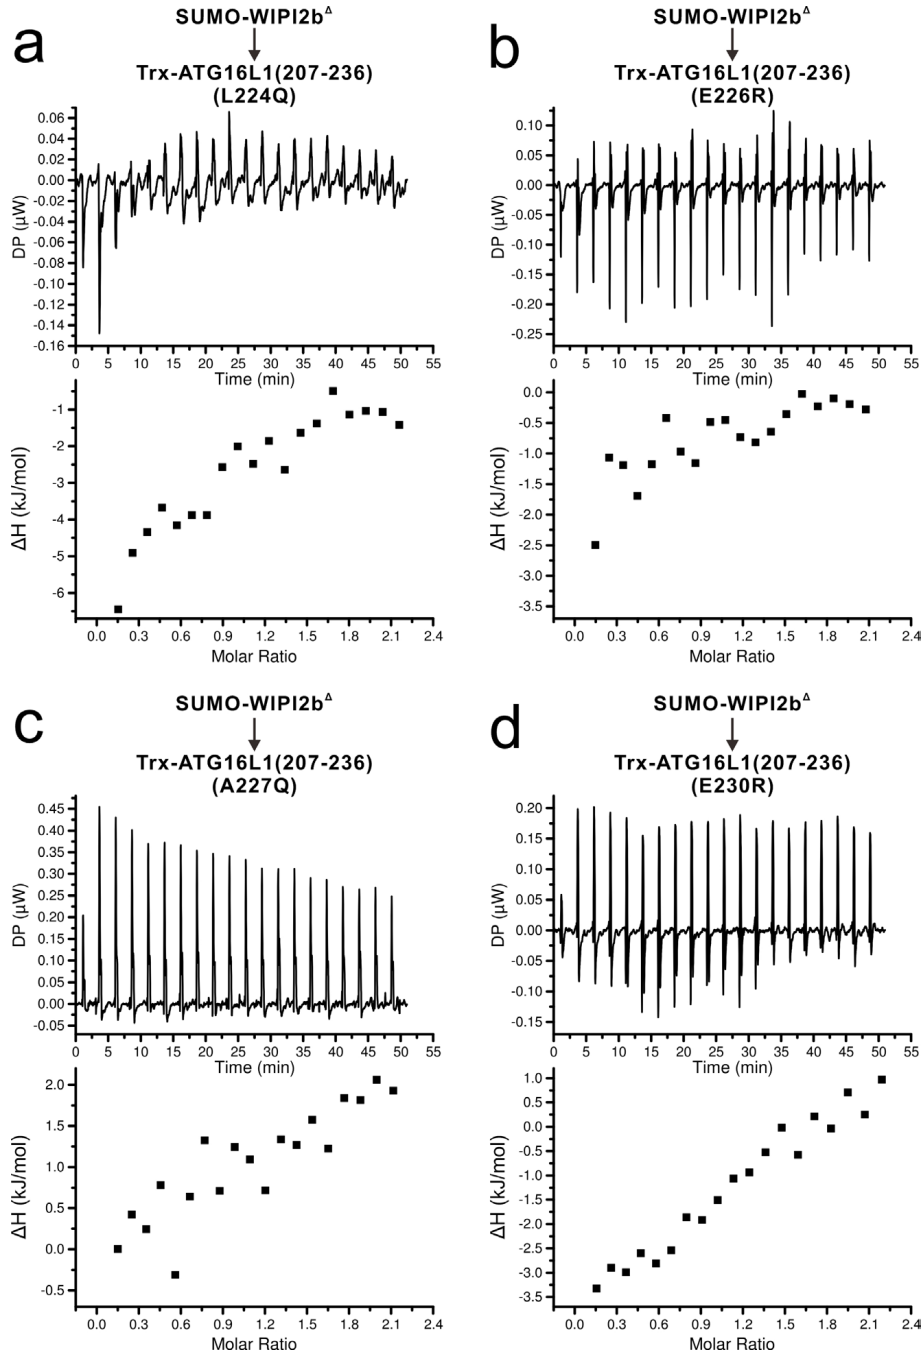 a
SUMO-WIPI2bΔ
Trx-ATG16L1(207-236)
(L224Q)
0.06
0.04
0.02
0.00
-0.02
-0.04
-0.06
-0.08
-0.10
-0.12
-0.14
-0.16
DP (µW)
0 5 10 15 20 25 30 35 40 45 50 55
Time (min)
-1
-2
-3
-4
-5
-6
ΔH (kJ/mol)
0.0 0.3 0.6 0.9 1.2 1.5 1.8 2.1 2.4
Molar Ratio
b
SUMO-WIPI2bΔ
Trx-ATG16L1(207-236)
(E226R)
0.10
0.05
0.00
-0.05
-0.10
-0.15
-0.20
-0.25
DP (µW)
0 5 10 15 20 25 30 35 40 45 50 55
Time (min)
0.0
-0.5
-1.0
-1.5
-2.0
-2.5
-3.0
-3.5
ΔH (kJ/mol)
0.0 0.3 0.6 0.9 1.2 1.5 1.8 2.1 2.4
Molar Ratio
c
SUMO-WIPI2bΔ
Trx-ATG16L1(207-236)
(A227Q)
0.45
0.40
0.35
0.30
0.25
0.20
0.15
0.10
0.05
0.00
-0.05
DP (µW)
0 5 10 15 20 25 30 35 40 45 50 55
Time (min)
2.0
1.5
1.0
0.5
0.0
-0.5
ΔH (kJ/mol)
0.0 0.3 0.6 0.9 1.2 1.5 1.8 2.1 2.4
Molar Ratio
d
SUMO-WIPI2bΔ
Trx-ATG16L1(207-236)
(E230R)
0.20
0.15
0.10
0.05
0.00
-0.05
-0.10
-0.15
DP (µW)
0 5 10 15 20 25 30 35 40 45 50 55
Time (min)
1.0
0.5
0.0
-0.5
-1.0
-1.5
-2.0
-2.5
-3.0
-3.5
ΔH (kJ/mol)
0.0 0.3 0.6 0.9 1.2 1.5 1.8 2.1 2.4
Molar Ratio